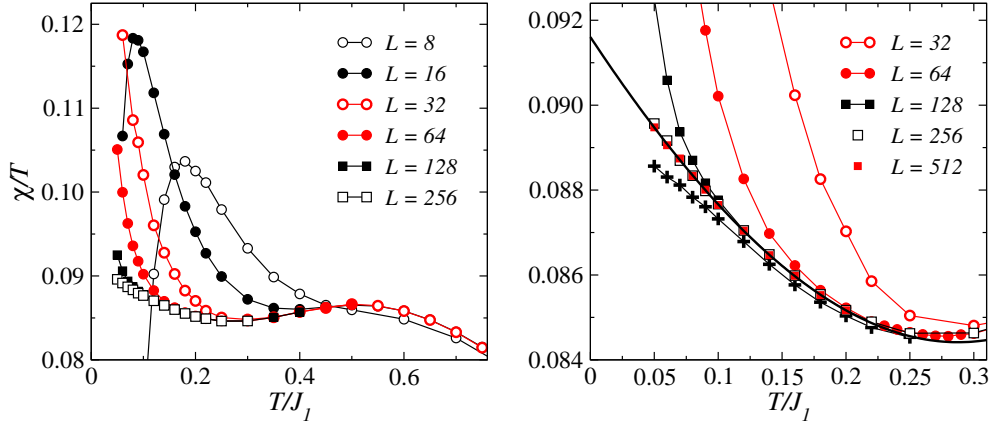 0.12
0.11
0.10
0.09
0.08
χ/T
0 0.2 0.4 0.6
T/J1
L = 8
L = 16
L = 32
L = 64
L = 128
L = 256
0.092
0.090
0.088
0.086
0.084
0 0.05 0.1 0.15 0.2 0.25 0.3
T/J1
L = 32
L = 64
L = 128
L = 256
L = 512